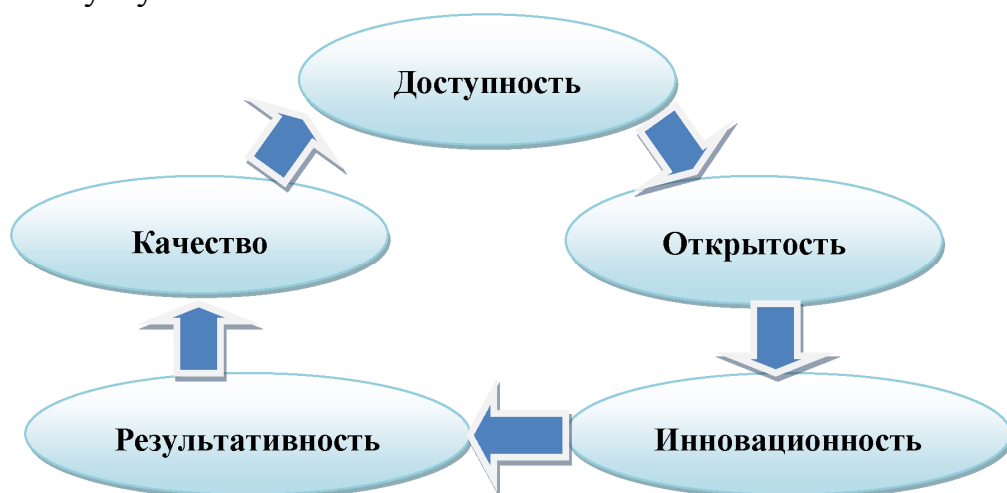 Доступность
Открытость
Инновационность
Результативность
Качество